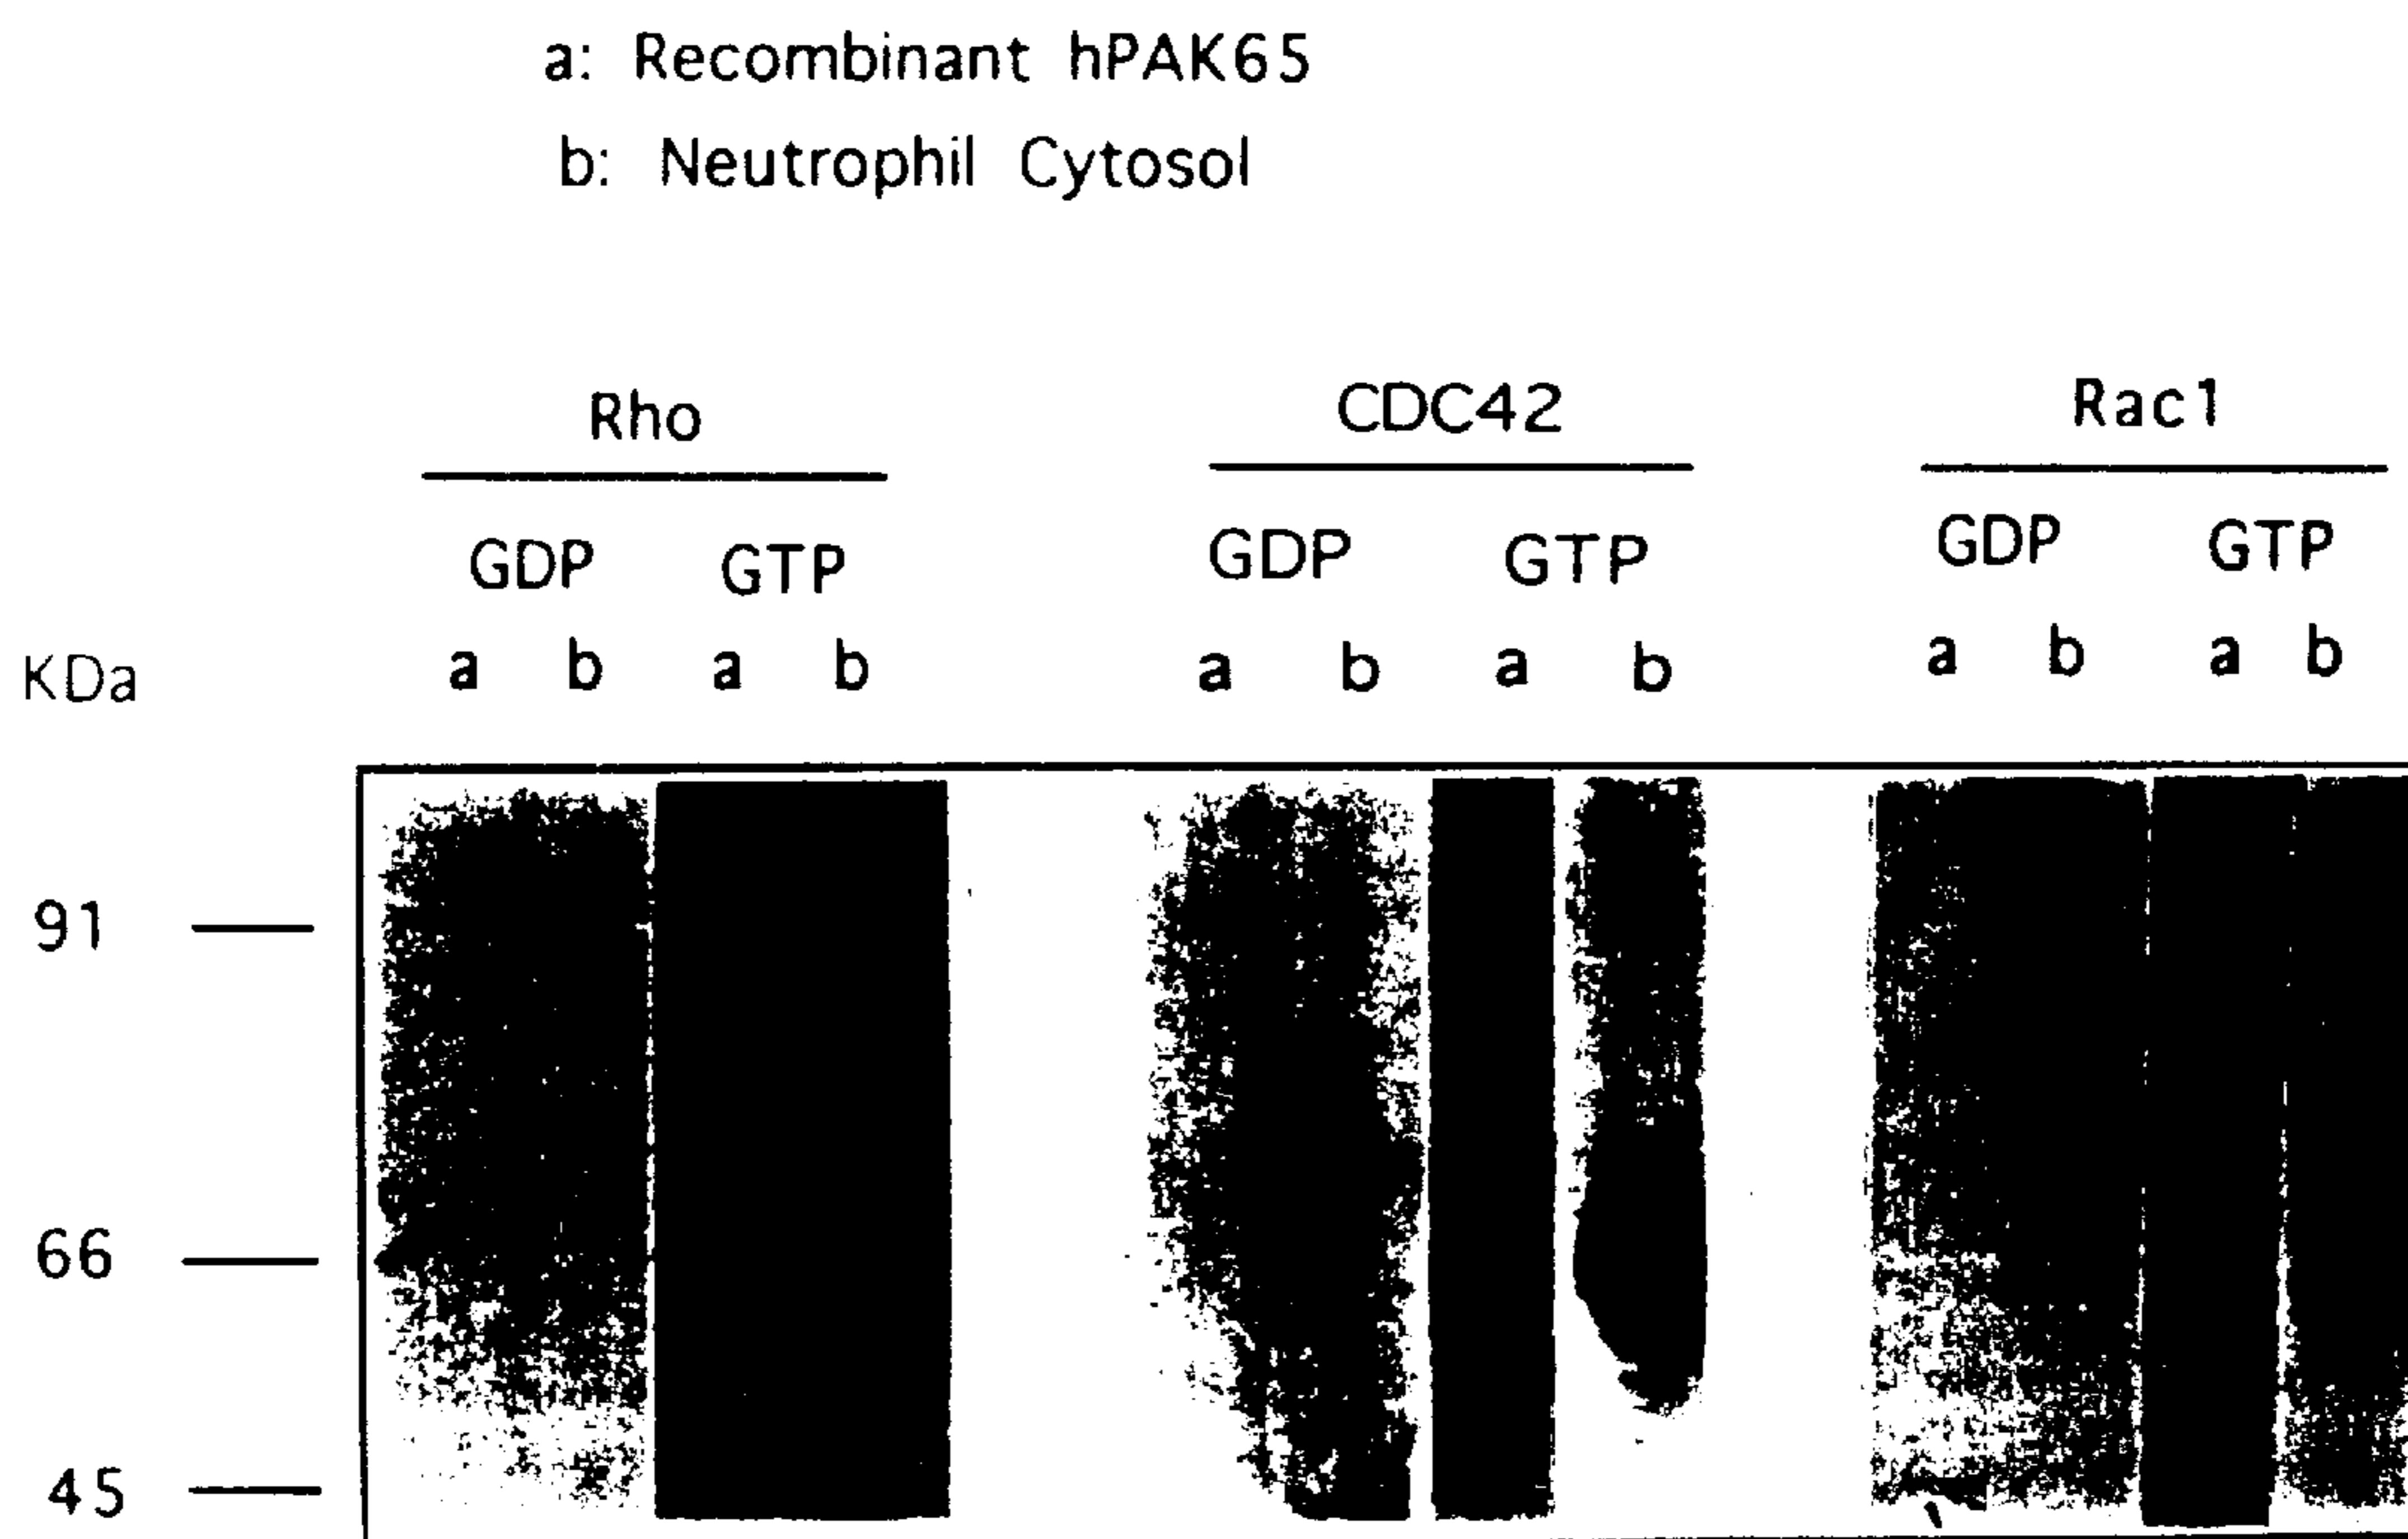 a: Recombinant hPAK65
b: Neutrophil Cytosol
Rho CDC42 Rac1
GDP GTP GDP GTP GDP GTP
KDa a b a b a b a b a b a b
91
66
45